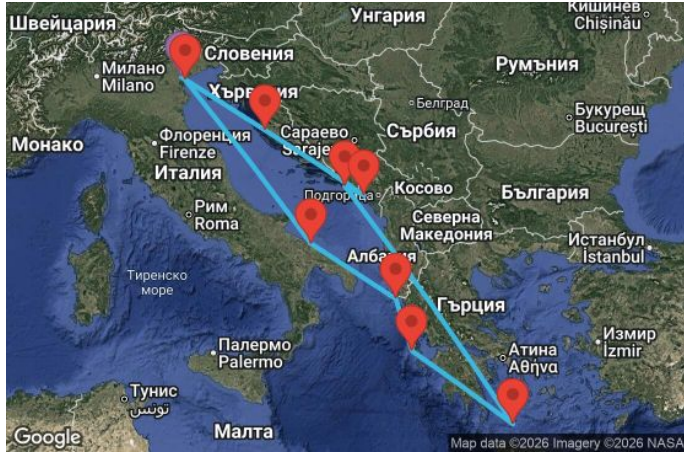 Швейцария
Унгария
Кишинев
Chișinău
Словения
Милано
Milano
Румъния
Хърватия
Белград
Букурещ
București
Монако
Флоренция
Firenze
Сараево
Sarajevo
Сърбия
Италия
Подгорица
Косово
България
Рим
Roma
Северна
Македония
Истанбул
İstanbul
Албания
Тиренско
море
Гърция
Палермо
Palermo
Атина
Αθήνα
Измир
İzmir
Тунис
تونس
Малта
Google
Map data ©2026 Imagery ©2026 NASA